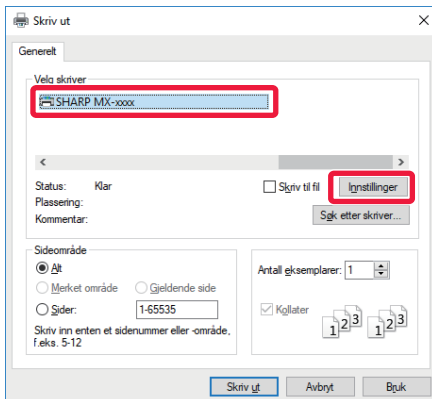 Skriv ut
Generelt
Velg skriver
SHARP MX-xxxx
Status: Klar
Skriv til fil
Innstillinger
Plassering:
Kommentar:
Søk etter skriver...
Sideområde
Alt
Merket område
Gjeldende side
Sider:
1-65535
Skriv inn enten et sidenummer eller -område,
f.eks. 5-12
Antall eksemplarer: 1
Kollater
1 2 3
1 2 3
Skriv ut
Avbryt
Bruk